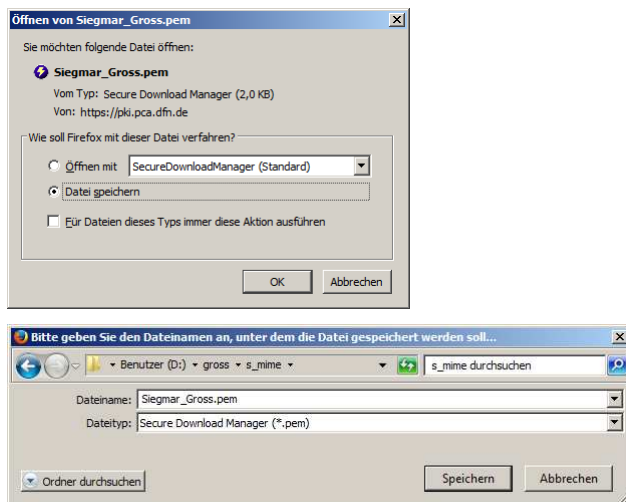 Öffnen von Siegmar_Gross.pem
Sie möchten folgende Datei öffnen:
Siegmar_Gross.pem
Vom Typ: Secure Download Manager (2,0 KB)
Von: https://pki.pca.dfn.de
Wie soll Firefox mit dieser Datei verfahren?
Öffnen mit SecureDownloadManager (Standard)
Datei speichern
Für Dateien dieses Typs immer diese Aktion ausführen
OK Abbrechen
Bitte geben Sie den Dateinamen an, unter dem die Datei gespeichert werden soll...
Benutzer (D:) gross s_mime s_mime durchsuchen
Dateiname: Siegmar_Gross.pem
Dateityp: Secure Download Manager (*.pem)
Ordner durchsuchen Speichern Abbrechen